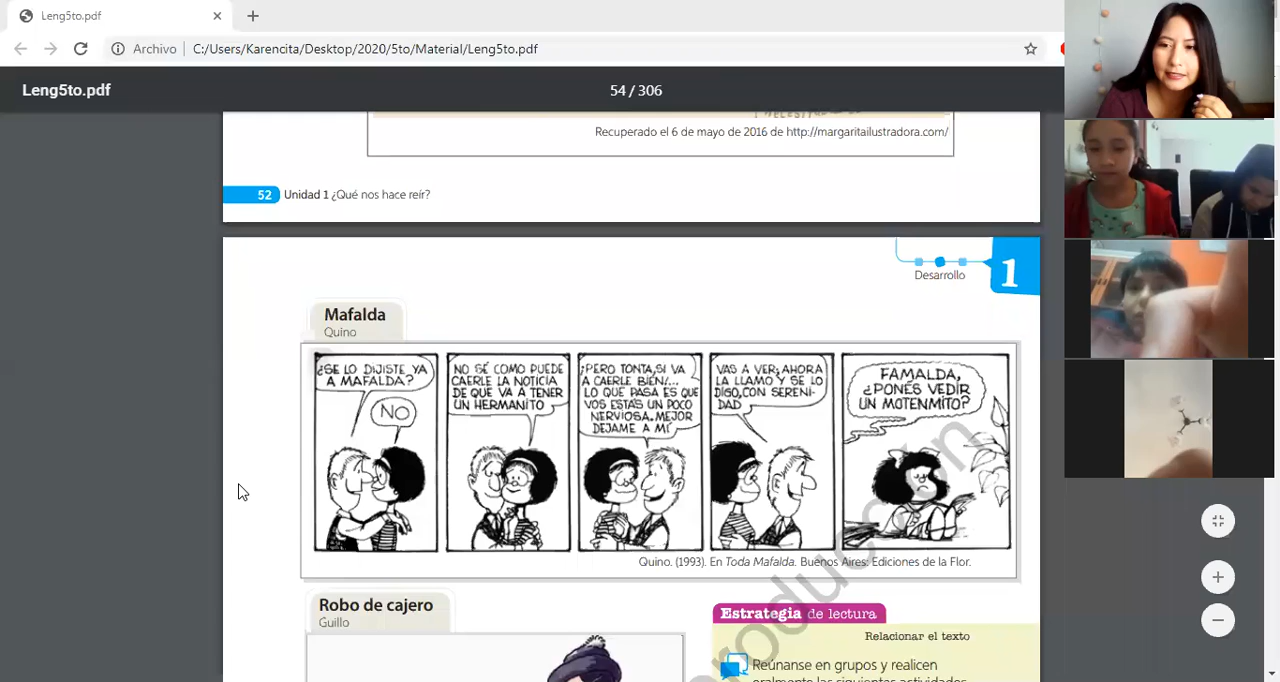 Leng5to.pdf
Archivo
C:/Users/Karencita/Desktop/2020/5to/Material/Leng5to.pdf
Leng5to.pdf
54 / 306
Recuperado el 6 de mayo de 2016 de http://margaritailustradora.com/
52
Unidad 1 ¿Qué nos hace reír?
1
Desarrollo
Mafalda
Quino
¿SE LO DIJISTE YA
A MAFALDA?
NO
NO SÉ COMO PUEDE
CAERLE LA NOTICIA
DE QUE VA A TENER
UN HERMANITO
¡PERO TONTA, SI VA
A CAERLE BIEN!...
LO QUE PASA ES QUE
VOS ESTÁS UN POCO
NERVIOSA. MEJOR
DEJAME A MÍ
VAS A VER; AHORA
LA LLAMO Y SE LO
DIGO, CON SERENI-
DAD
FAMALDA,
¿PONÉS VEDIR
UN MOTENMITO?
Quino. (1993). En Toda Mafalda. Buenos Aires: Ediciones de la Flor.
Robo de cajero
Guillo
Estrategia de lectura
Relacionar el texto
Reúnanse en grupos y realicen
oralmente las siguientes actividades